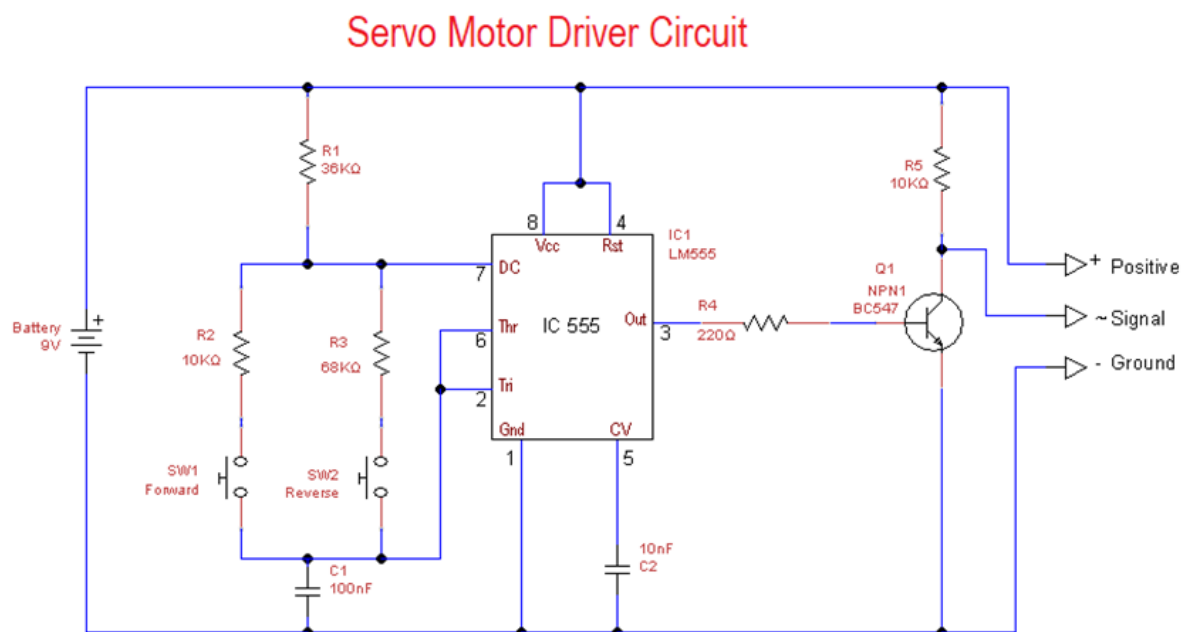 Servo Motor Driver Circuit
R1
36KΩ
R5
10KΩ
8
4
Vcc
Rst
IC1
LM555
7
DC
Q1
NPN1
BC547
+ Positive
Battery
9V
+
R2
10KΩ
R3
68KΩ
Thr
6
IC 555
Out
3
R4
220Ω
~ Signal
Tri
2
- Ground
Gnd
CV
1
5
SW1
Forward
SW2
Reverse
C1
100nF
10nF
C2